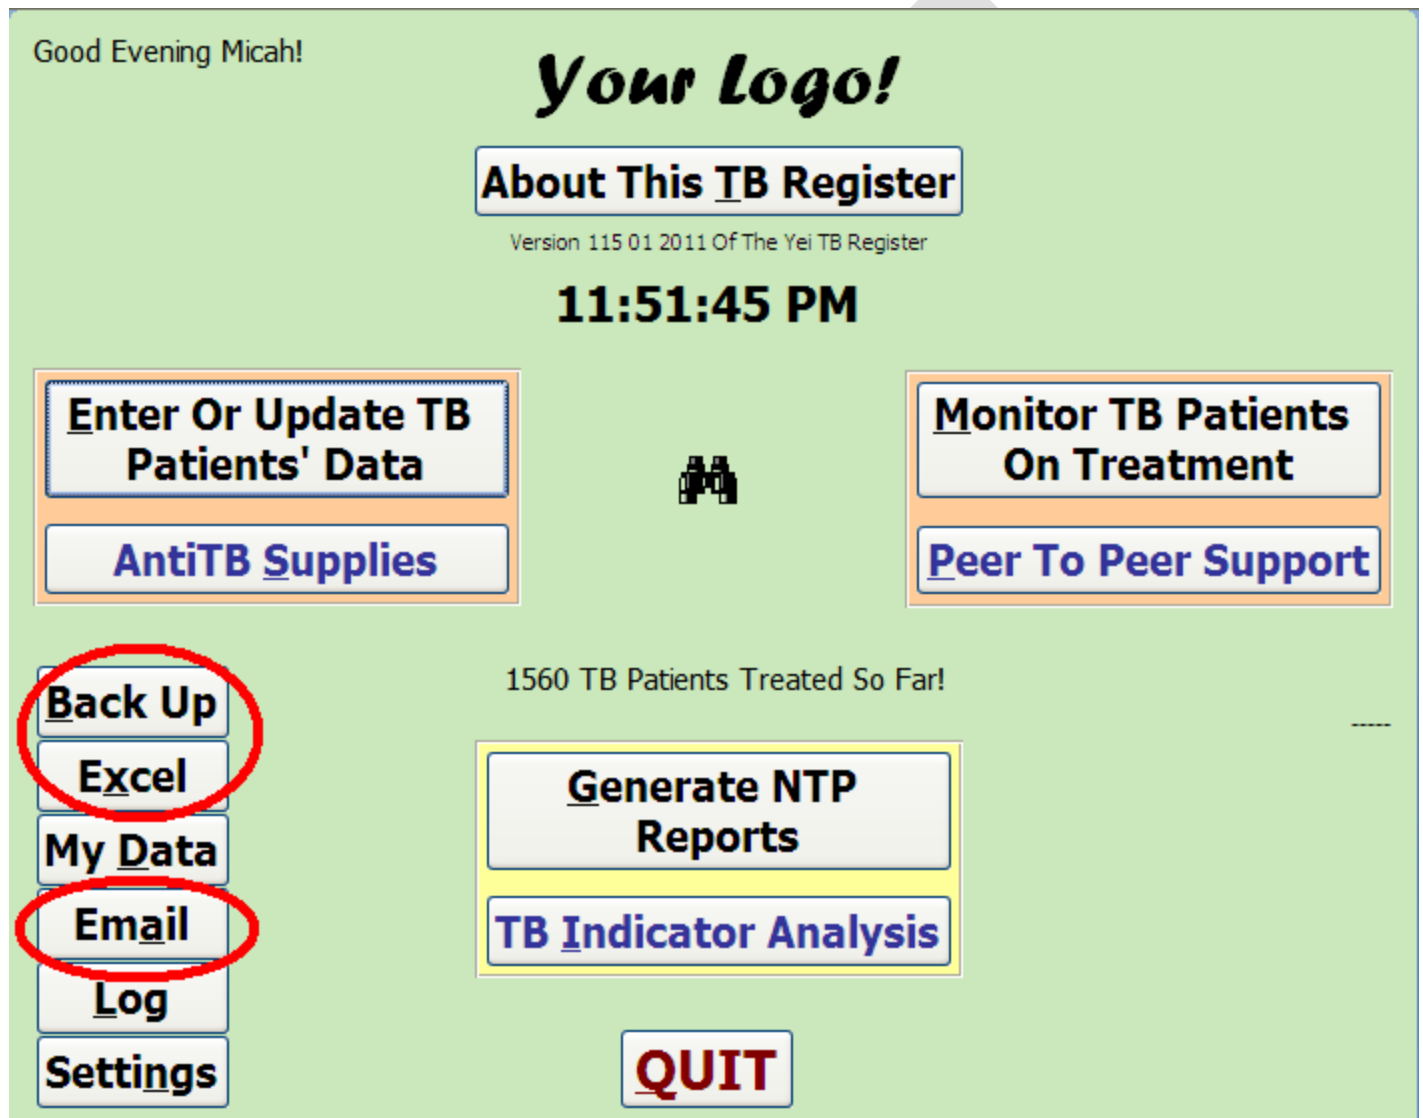 Good Evening Micah!
Your Logo!
About This TB Register
Version 115 01 2011 Of The Yei TB Register
11:51:45 PM
Enter Or Update TB
Patients' Data
AntiTB Supplies
Monitor TB Patients
On Treatment
Peer To Peer Support
1560 TB Patients Treated So Far!
-----
Back Up
Excel
My Data
Email
Log
Settings
Generate NTP
Reports
TB Indicator Analysis
QUIT